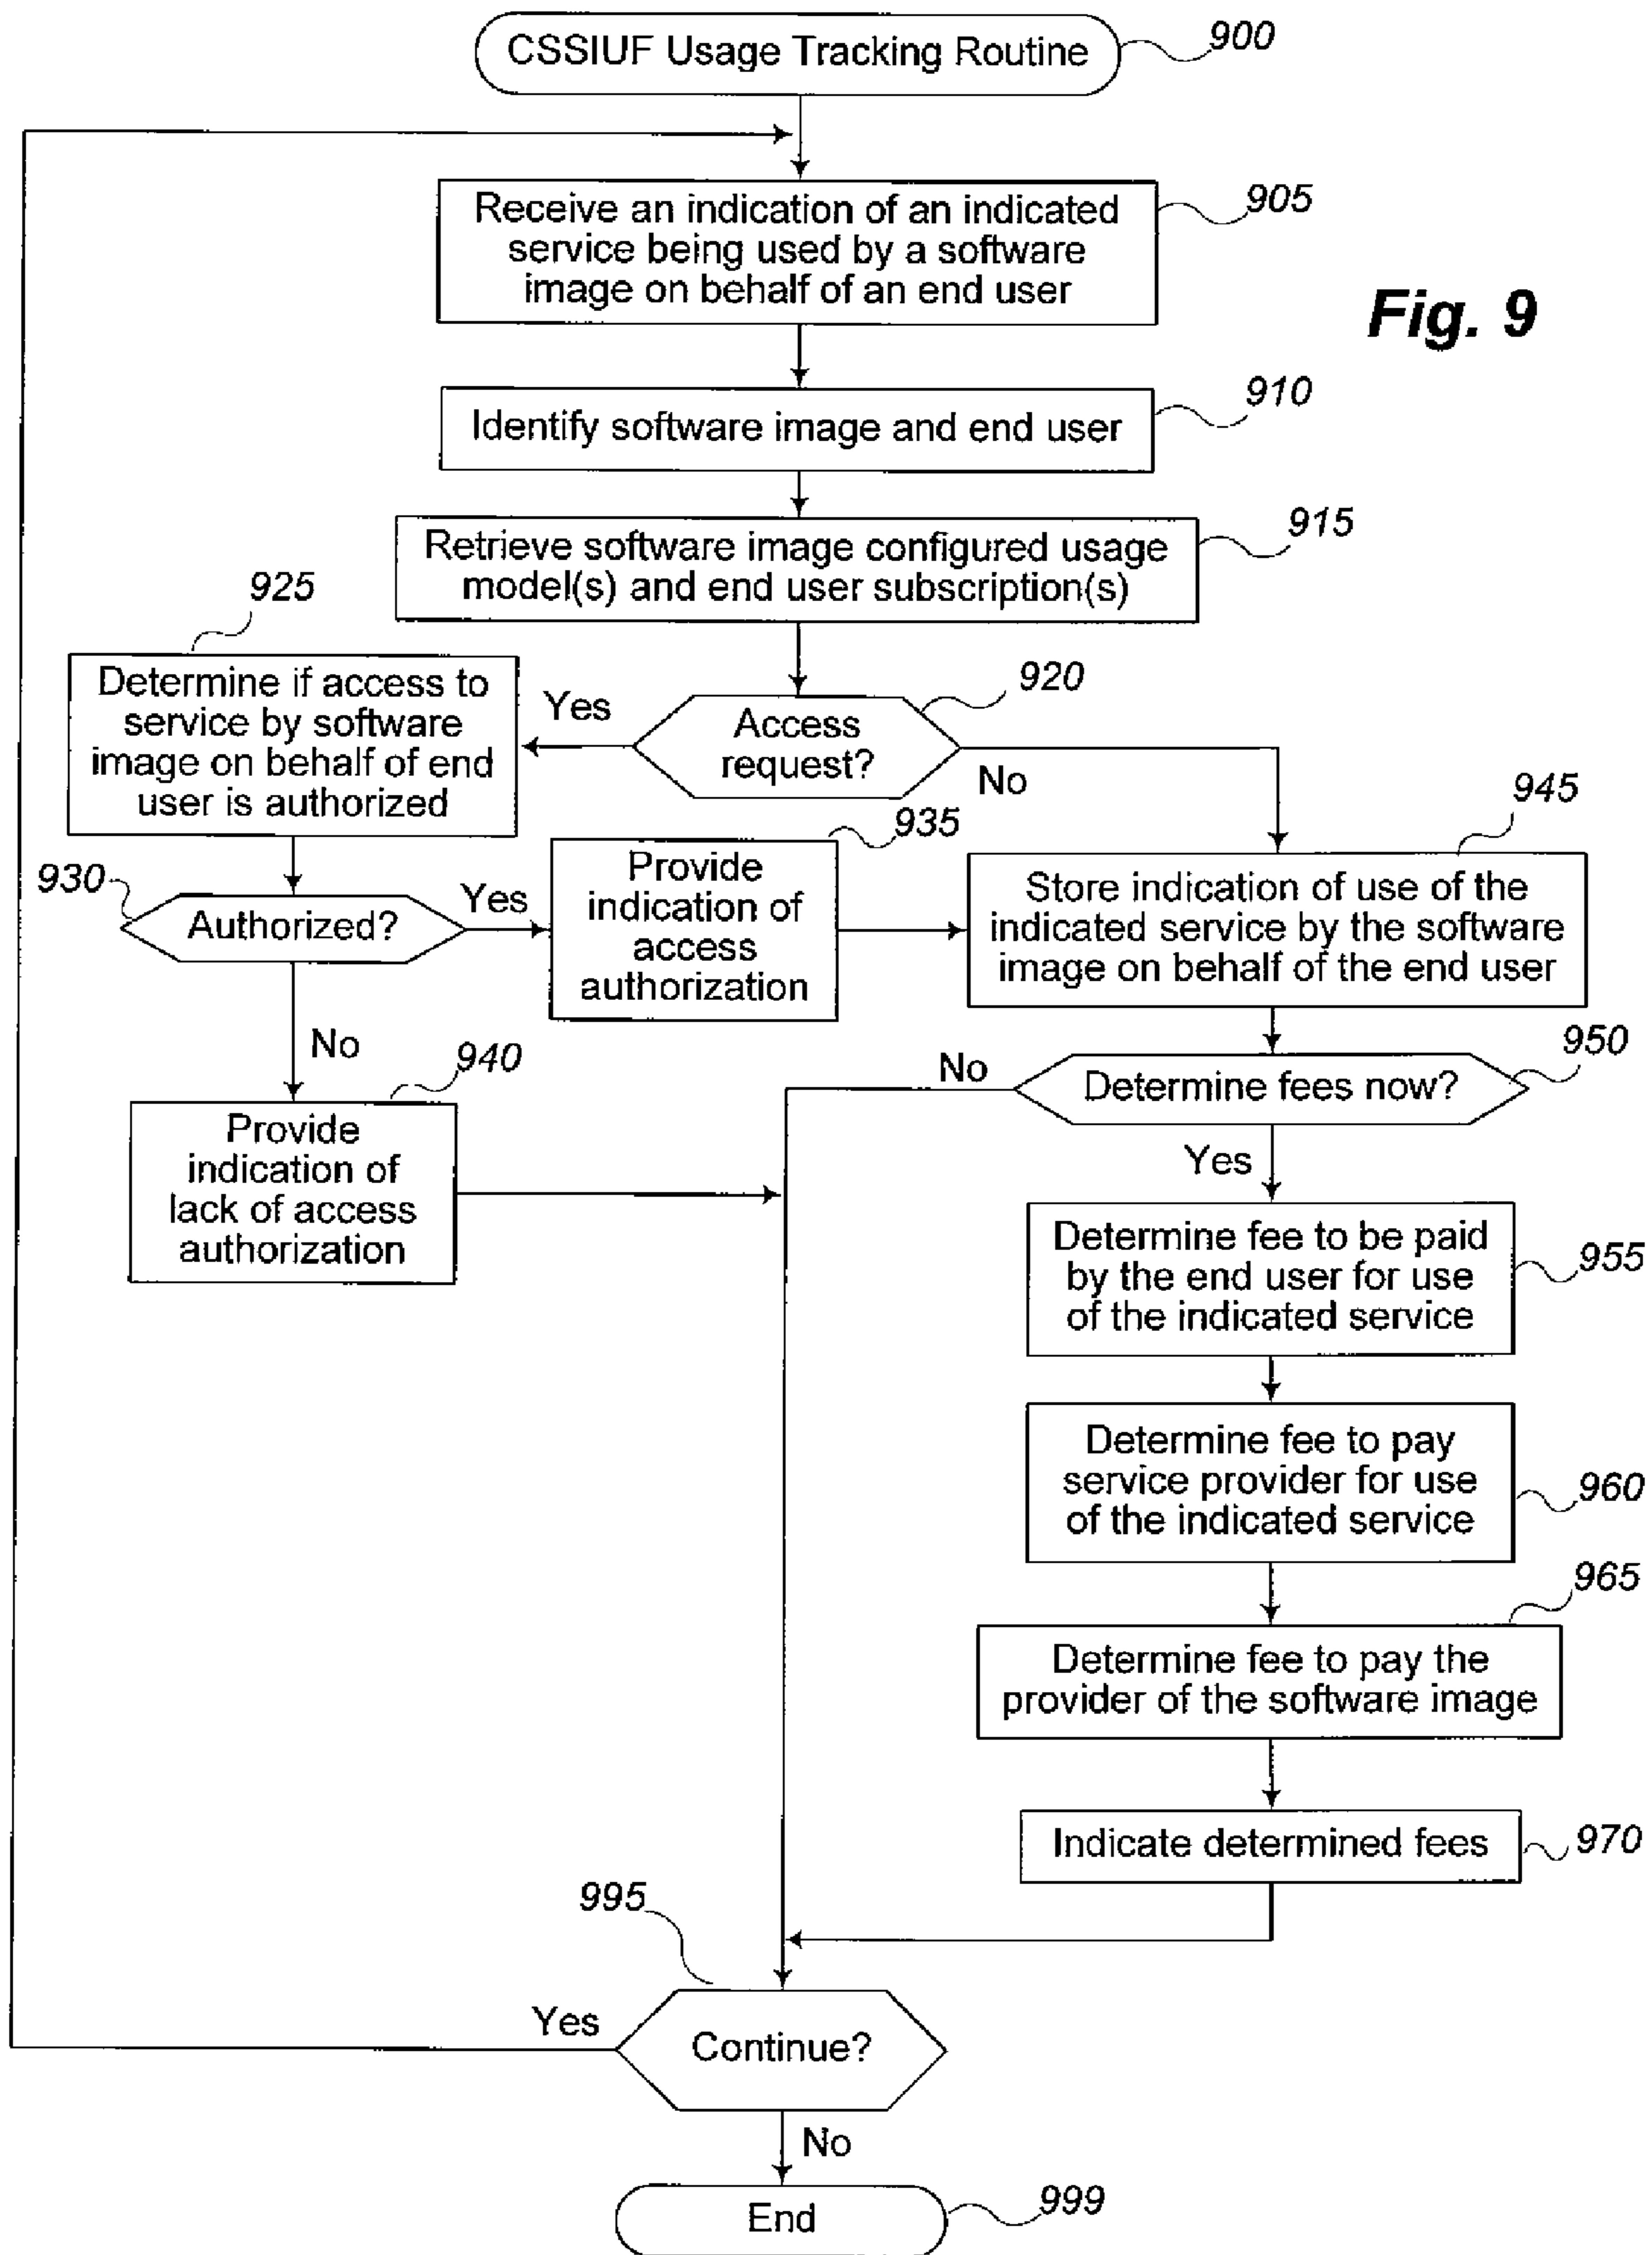 CSSIUF Usage Tracking Routine
900
Receive an indication of an indicated
service being used by a software
image on behalf of an end user
905
Fig. 9
Identify software image and end user
910
Retrieve software image configured usage
model(s) and end user subscription(s)
915
925
Determine if access to
service by software
image on behalf of end
user is authorized
Yes
Access
request?
920
No
930
Authorized?
Yes
935
Provide
indication of
access
authorization
945
Store indication of use of the
indicated service by the software
image on behalf of the end user
No
940
Provide
indication of
lack of access
authorization
No
Determine fees now?
950
Yes
Determine fee to be paid
by the end user for use
of the indicated service
955
Determine fee to pay
service provider for use
of the indicated service
960
965
Determine fee to pay the
provider of the software image
Indicate determined fees
970
995
Yes
Continue?
No
End
999